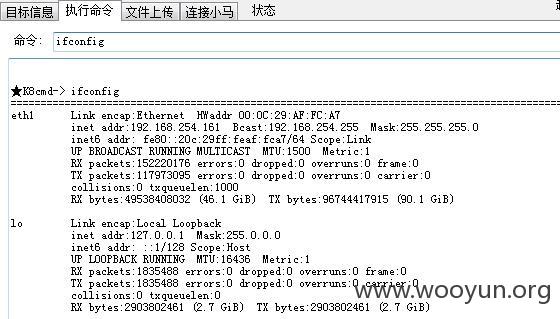 目标信息 执行命令 文件上传 连接小马 状态
命令: ifconfig
★K8cmd-> ifconfig
================================================================================
eth1 Link encap:Ethernet HWaddr 00:0C:29:AF:FC:A7
inet addr:192.168.254.161 Bcast:192.168.254.255 Mask:255.255.255.0
inet6 addr: fe80::20c:29ff:feaf:fca7/64 Scope:Link
UP BROADCAST RUNNING MULTICAST MTU:1500 Metric:1
RX packets:152220176 errors:0 dropped:0 overruns:0 frame:0
TX packets:117973095 errors:0 dropped:0 overruns:0 carrier:0
collisions:0 txqueuelen:1000
RX bytes:49538408032 (46.1 GiB) TX bytes:96744417915 (90.1 GiB)
lo Link encap:Local Loopback
inet addr:127.0.0.1 Mask:255.0.0.0
inet6 addr: ::1/128 Scope:Host
UP LOOPBACK RUNNING MTU:16436 Metric:1
RX packets:1835488 errors:0 dropped:0 overruns:0 frame:0
TX packets:1835488 errors:0 dropped:0 overruns:0 carrier:0
collisions:0 txqueuelen:0
RX bytes:2903802461 (2.7 GiB) TX bytes:2903802461 (2.7 GiB)
www.wooyun.org